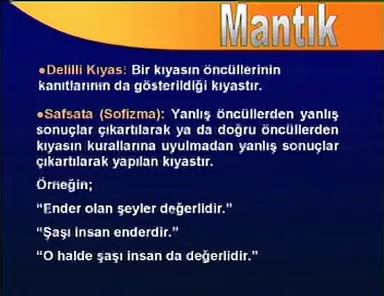 Mantık
●Delilli Kıyas: Bir kıyasın öncüllerinin
kanıtlarının da gösterildiği kıyastır.
●Safsata (Sofizma): Yanlış öncüllerden yanlış
sonuçlar çıkartılarak ya da doğru öncüllerden
kıyasın kurallarına uyulmadan yanlış sonuçlar
çıkartılarak yapılan kıyastır.
Örneğin;
“Ender olan şeyler değerlidir.”
“Şaşı insan enderdir.”
“O halde şaşı insan da değerlidir.”